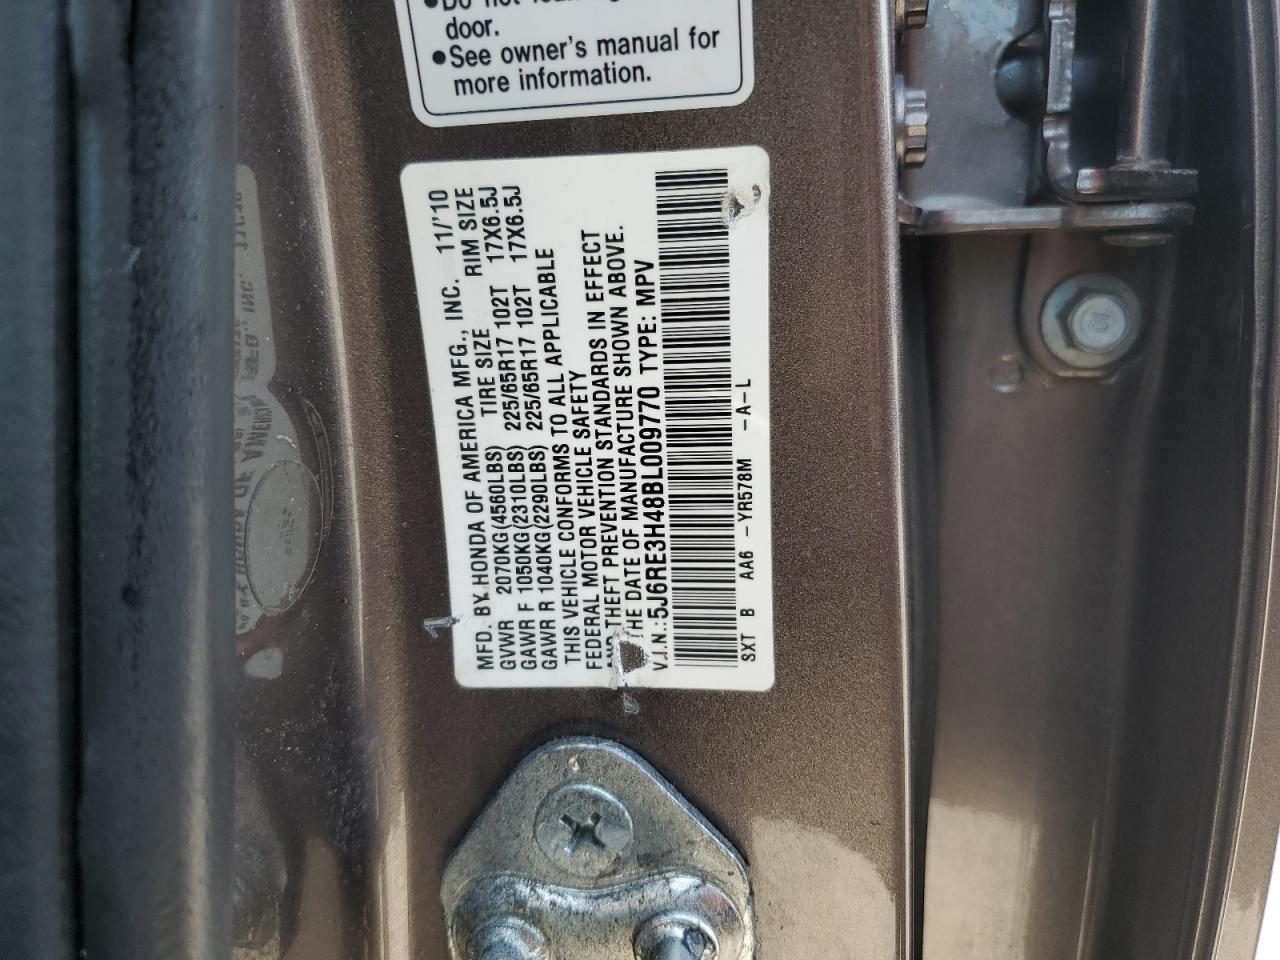 door.
●See owner's manual for
more information.
MFD. BY HONDA OF AMERICA MFG., INC. 11/'10
GVWR 2070KG(4560LBS) TIRE SIZE RIM SIZE
GAWR F 1050KG(2310LBS) 225/65R17 102T 17X6.5J
GAWR R 1040KG(2290LBS) 225/65R17 102T 17X6.5J
THIS VEHICLE CONFORMS TO ALL APPLICABLE
FEDERAL MOTOR VEHICLE SAFETY
THEFT PREVENTION STANDARDS IN EFFECT
THE DATE OF MANUFACTURE SHOWN ABOVE.
V.I.N.: 5J6RE3H48BL009770 TYPE: MPV
SXT B AA6 -YR578M -A-L